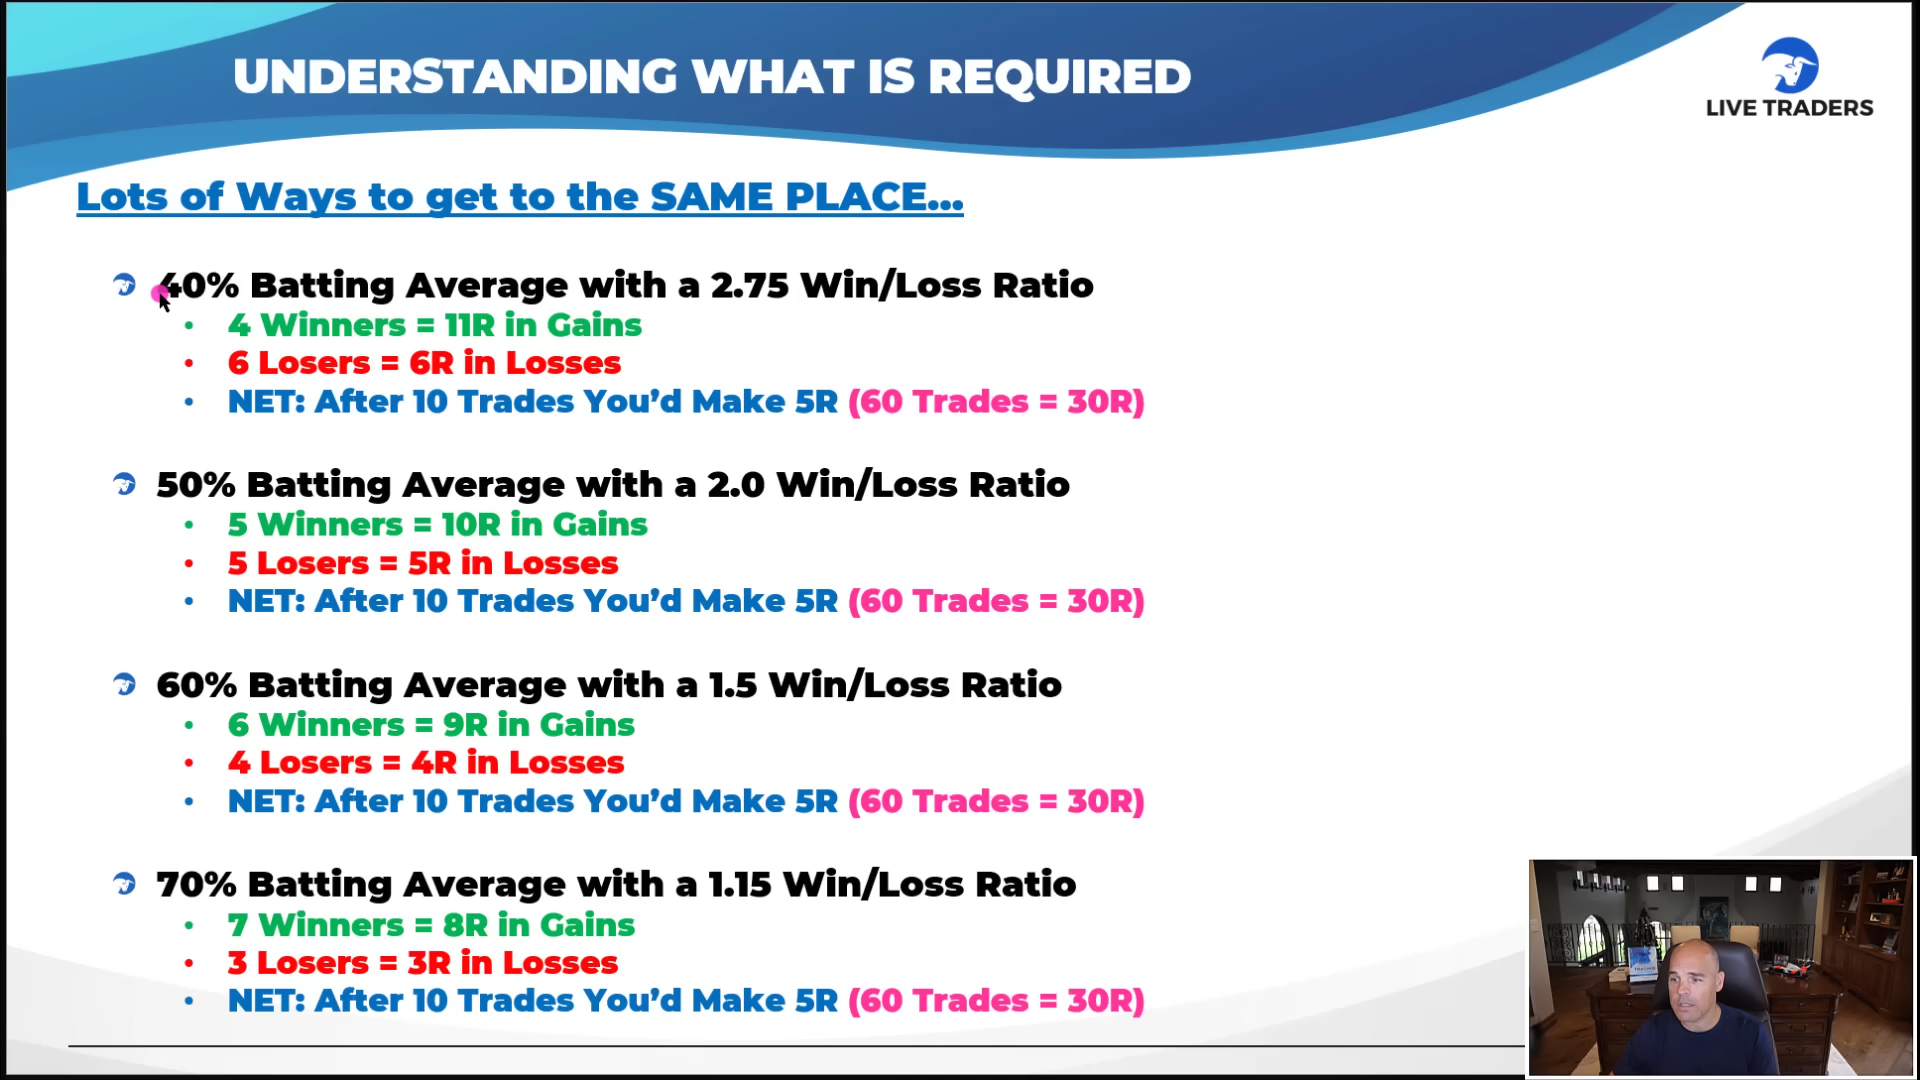 UNDERSTANDING WHAT IS REQUIRED
LIVE TRADERS
Lots of Ways to get to the SAME PLACE...
40% Batting Average with a 2.75 Win/Loss Ratio
• 4 Winners = 11R in Gains
• 6 Losers = 6R in Losses
• NET: After 10 Trades You’d Make 5R (60 Trades = 30R)
50% Batting Average with a 2.0 Win/Loss Ratio
• 5 Winners = 10R in Gains
• 5 Losers = 5R in Losses
• NET: After 10 Trades You’d Make 5R (60 Trades = 30R)
60% Batting Average with a 1.5 Win/Loss Ratio
• 6 Winners = 9R in Gains
• 4 Losers = 4R in Losses
• NET: After 10 Trades You’d Make 5R (60 Trades = 30R)
70% Batting Average with a 1.15 Win/Loss Ratio
• 7 Winners = 8R in Gains
• 3 Losers = 3R in Losses
• NET: After 10 Trades You’d Make 5R (60 Trades = 30R)